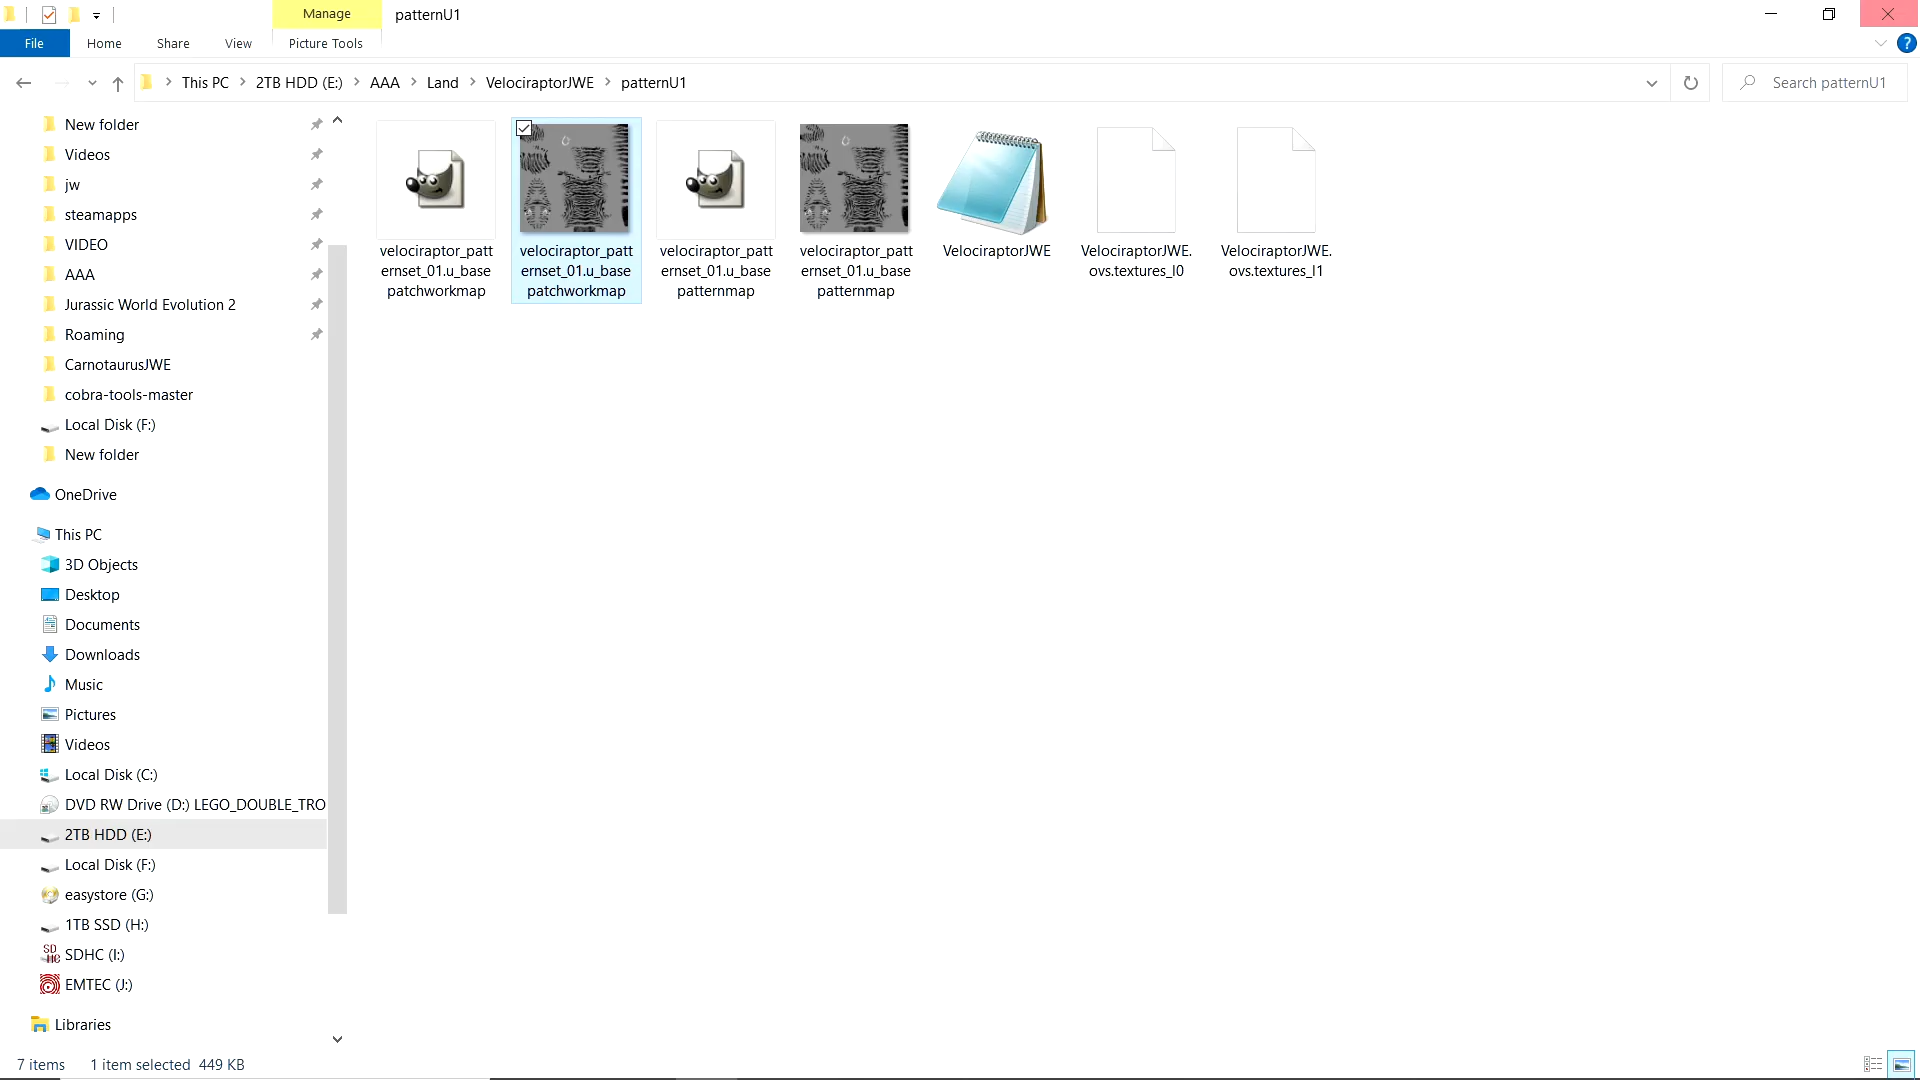 Manage
patternU1
File
Home
Share
View
Picture Tools
?
This PC
2TB HDD (E:)
AAA
Land
VelociraptorJWE
patternU1
Search patternU1
New folder
Videos
jw
steamapps
VIDEO
AAA
Jurassic World Evolution 2
Roaming
CarnotaurusJWE
cobra-tools-master
Local Disk (F:)
New folder
OneDrive
This PC
3D Objects
Desktop
Documents
Downloads
Music
Pictures
Videos
Local Disk (C:)
DVD RW Drive (D:) LEGO_DOUBLE_TRO
2TB HDD (E:)
Local Disk (F:)
easystore (G:)
1TB SSD (H:)
SDHC (I:)
EMTEC (J:)
Libraries
velociraptor_patt
ernset_01.u_base
patchworkmap
velociraptor_patt
ernset_01.u_base
patchworkmap
velociraptor_patt
ernset_01.u_base
patternmap
velociraptor_patt
ernset_01.u_base
patternmap
VelociraptorJWE
VelociraptorJWE.
ovs.textures_l0
VelociraptorJWE.
ovs.textures_l1
7 items
1 item selected 449 KB